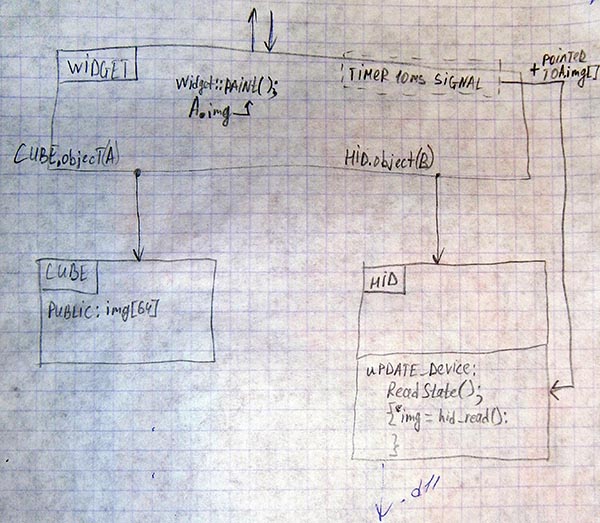 WIDGET
Widget::PAINT();
A.img
TIMER 10ms SIGNAL
+ POINTED
TO A.img[]
CUBE.object(A)
HID.object(B)
CUBE
PUBLIC: img[64]
HID
UPDATE_Device:
ReadState();
{*img = hid_read();
}
.dll